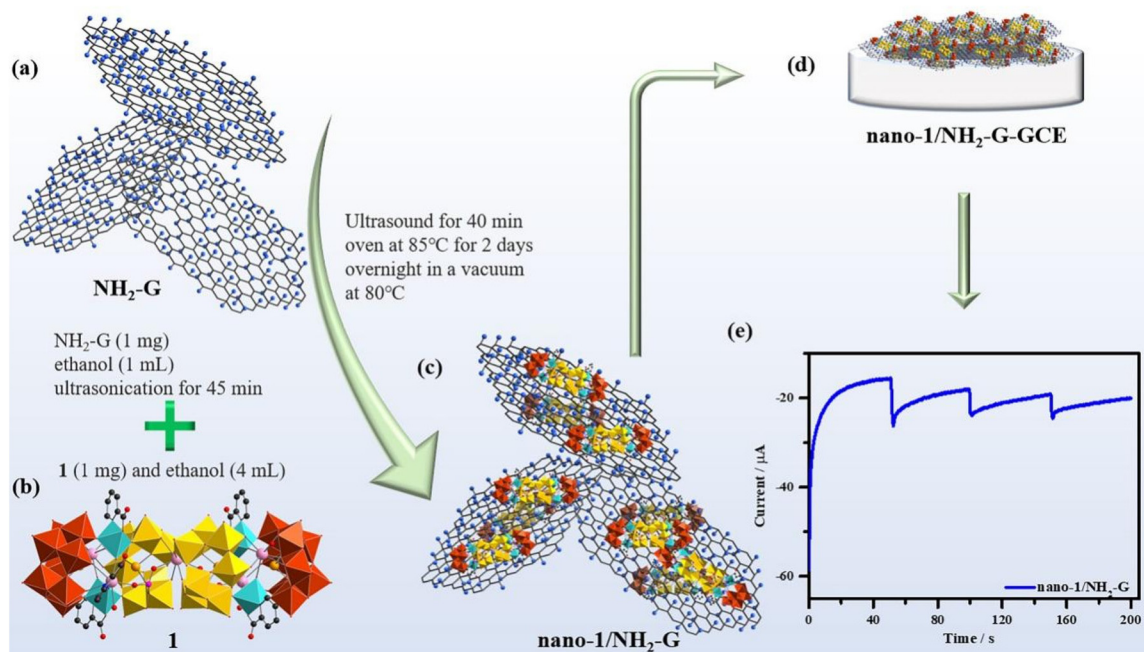 (a)
NH₂-G
NH₂-G (1 mg)
ethanol (1 mL)
ultrasonication for 45 min
1 (1 mg) and ethanol (4 mL)
(b)
1
Ultrasound for 40 min
oven at 85℃ for 2 days
overnight in a vacuum
at 80℃
(c)
nano-1/NH₂-G
(d)
nano-1/NH₂-G-GCE
(e)
Current / μA
-20
-40
-60
0 40 80 120 160 200
Time / s
nano-1/NH₂-G